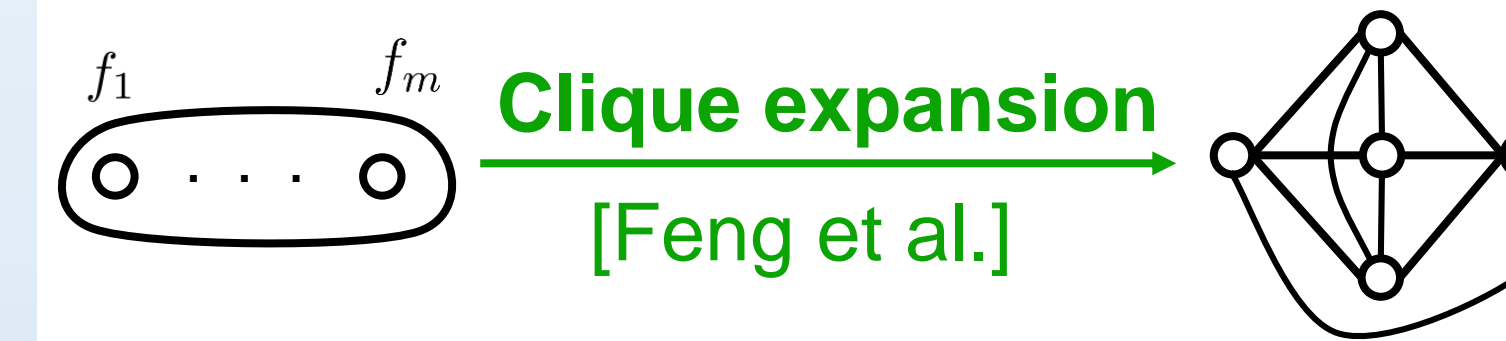 f₁ fₘ
. . .
Clique expansion
[Feng et al.]